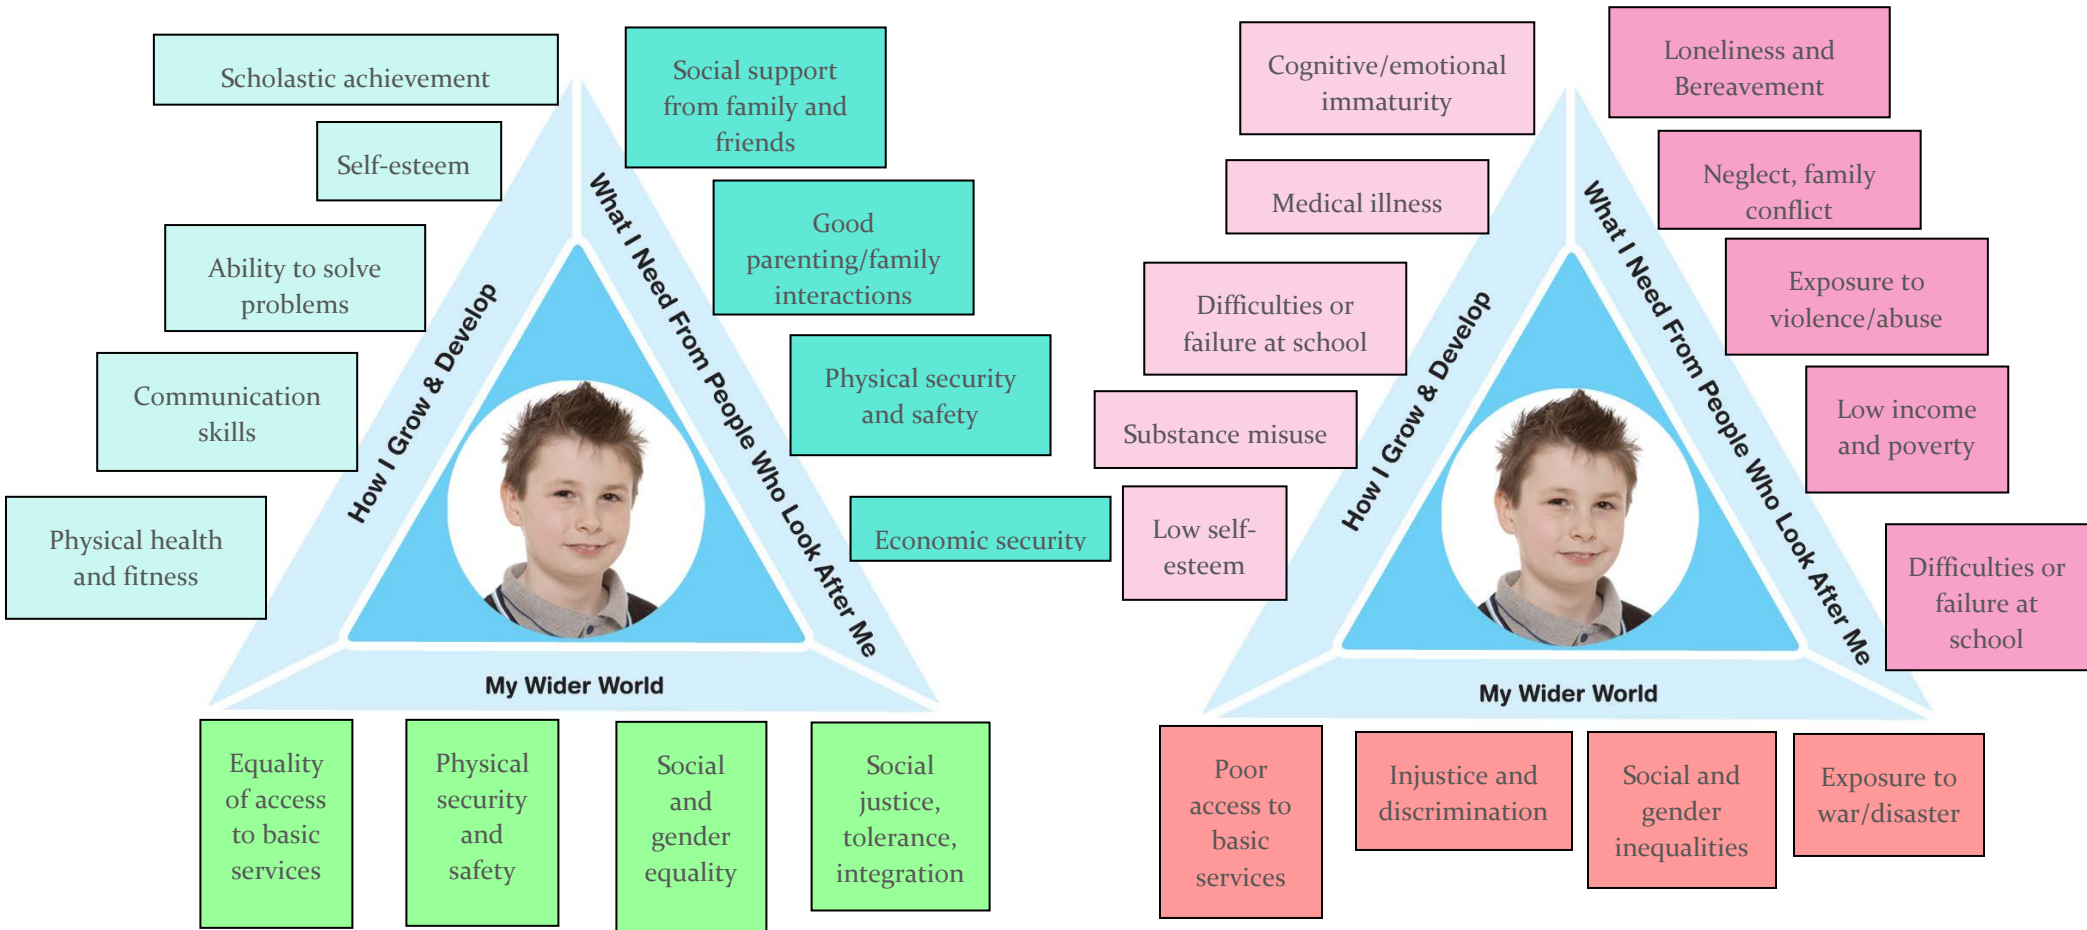 Scholastic achievement
Self-esteem
Ability to solve
problems
Communication
skills
Physical health
and fitness
How I Grow & Develop
Social support
from family and
friends
Good
parenting/family
interactions
Physical security
and safety
Economic security
What I Need From People Who Look After Me
My Wider World
Equality
of access
to basic
services
Physical
security
and
safety
Social
and
gender
equality
Social
justice,
tolerance,
integration
Cognitive/emotional
immaturity
Medical illness
Difficulties or
failure at school
Substance misuse
Low self-
esteem
How I Grow & Develop
Loneliness and
Bereavement
Neglect, family
conflict
Exposure to
violence/abuse
Low income
and poverty
Difficulties or
failure at
school
What I Need From People Who Look After Me
My Wider World
Poor
access to
basic
services
Injustice and
discrimination
Social and
gender
inequalities
Exposure to
war/disaster